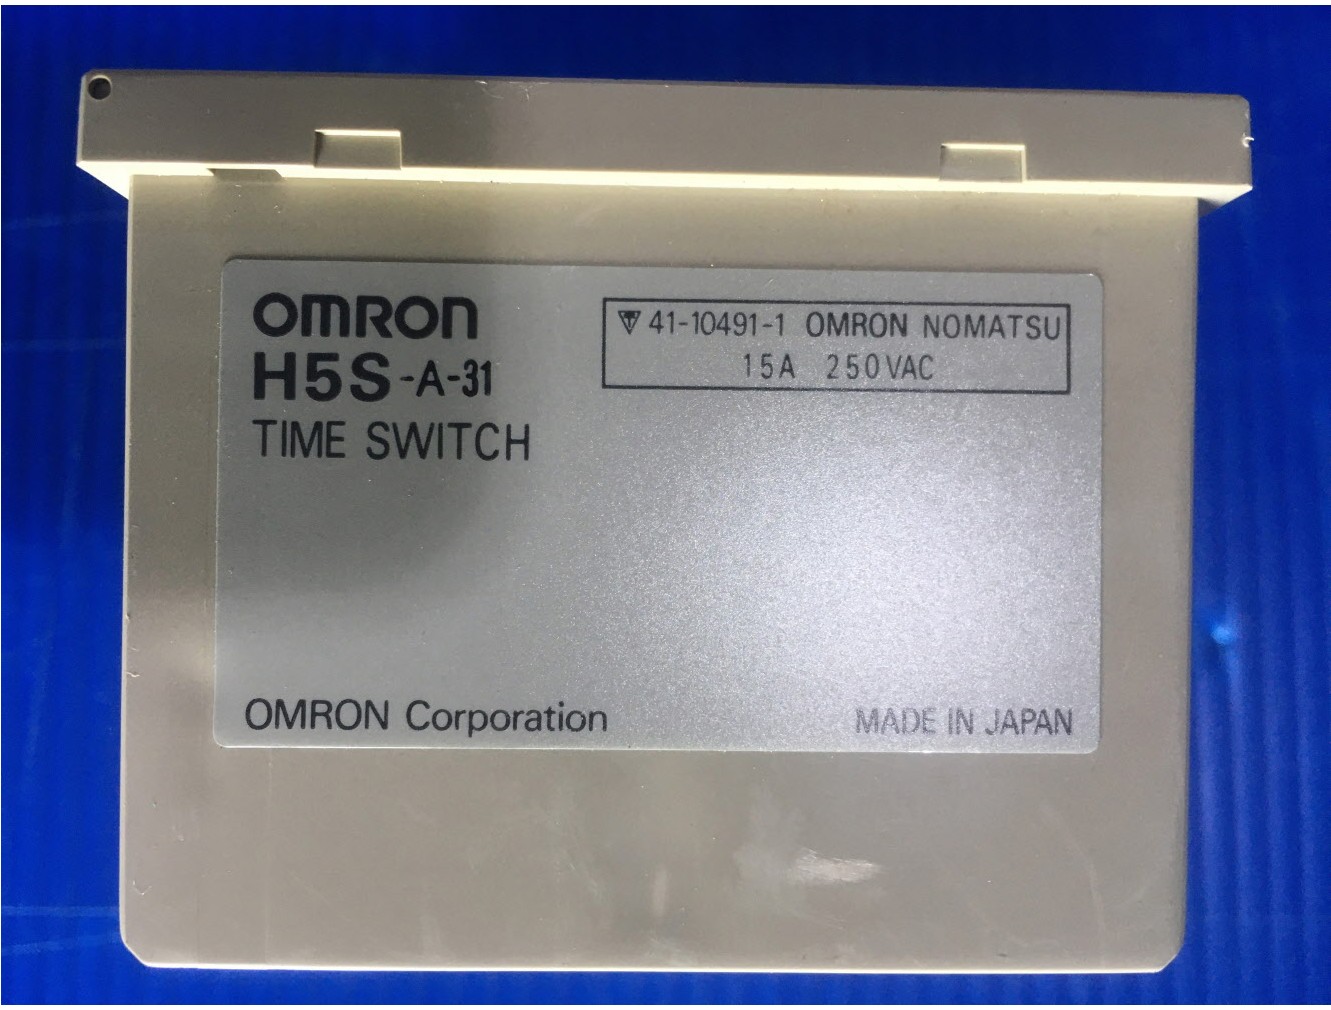 OMRON
H5S-A-31
TIME SWITCH
41-10491-1 OMRON NOMATSU
15A 250VAC
OMRON Corporation
MADE IN JAPAN